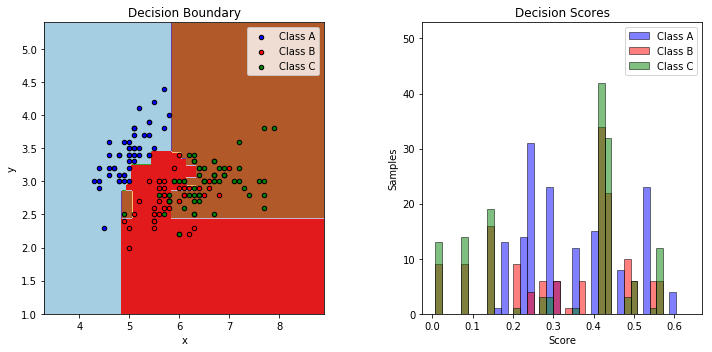 Decision Boundary
Class A
Class B
Class C
5.0
4.5
4.0
3.5
3.0
2.5
2.0
1.5
1.0
y
4 5 6 7 8
x
Decision Scores
Class A
Class B
Class C
50
40
30
20
10
0
Samples
0.0 0.1 0.2 0.3 0.4 0.5 0.6
Score